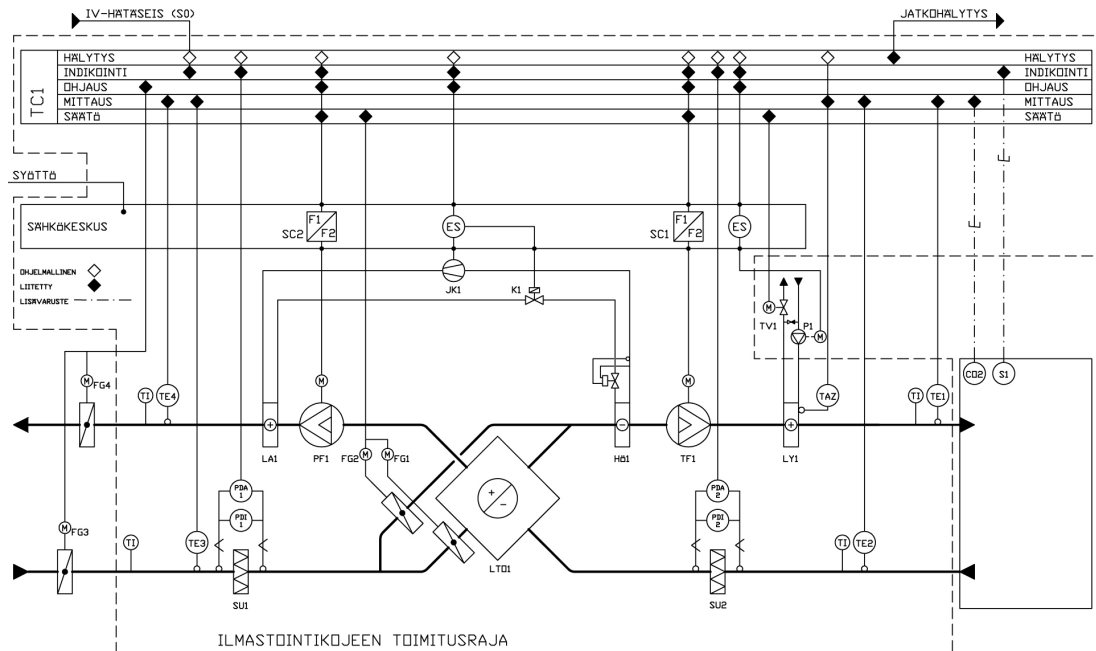 IV-HÄTÄSEIS (S0)
JATKOHÄLYTYS
TC1
HÄLYTYS
HÄLYTYS
INDIKOINTI
INDIKOINTI
OHJAUS
OHJAUS
MITTAUS
MITTAUS
SÄÄTÖ
SÄÄTÖ
SYÖTTÖ
SÄHKÖKESKUS
SC2
F1
F2
ES
SC1
F1
F2
ES
OHJELMALLINEN
LIITETTY
LISÄVARUSTE
JK1
K1
M
TV1
P1
M
M
FG4
TI
TE4
M
M
TAZ
TI
TE1
CO2
S1
LA1
PF1
FG2
M
M
FG1
HÖ1
TF1
LY1
M
FG3
TI
TE3
PDA
1
PDI
1
+
-
PDA
2
PDI
2
TI
TE2
LTO1
SU1
SU2
ILMASTOINTIKOJEEN TOIMITUSRAJA